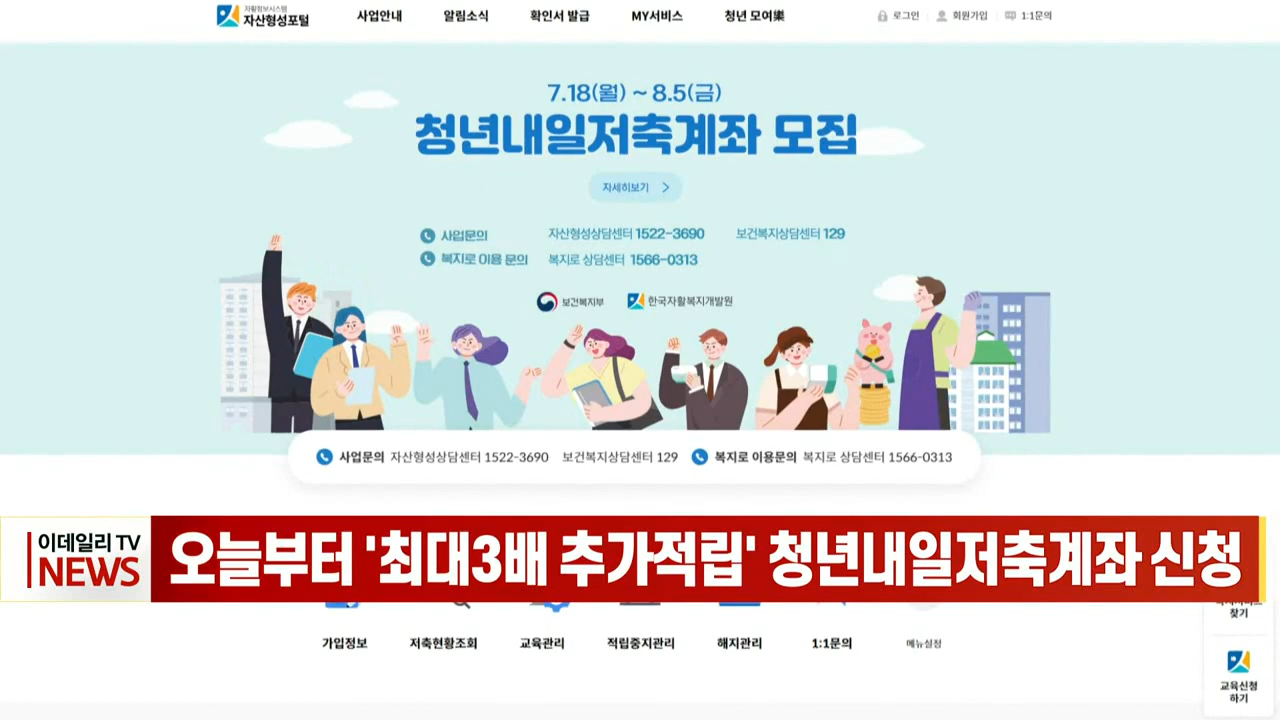 자활정보시스템
자산형성포털
사업안내 알림소식 확인서 발급 MY서비스 청년 모여樂
로그인 회원가입 1:1문의
7.18(월) ~ 8.5(금)
청년내일저축계좌 모집
자세히보기
사업문의 자산형성상담센터 1522-3690 보건복지상담센터 129
복지로 이용 문의 복지로 상담센터 1566-0313
보건복지부 한국자활복지개발원
사업문의 자산형성상담센터 1522-3690 보건복지상담센터 129 복지로 이용문의 복지로 상담센터 1566-0313
이데일리 TV
NEWS
오늘부터 '최대3배 추가적립' 청년내일저축계좌 신청
찾기
가입정보 저축현황조회 교육관리 적립중지관리 해지관리 1:1문의 메뉴설정
교육신청
하기